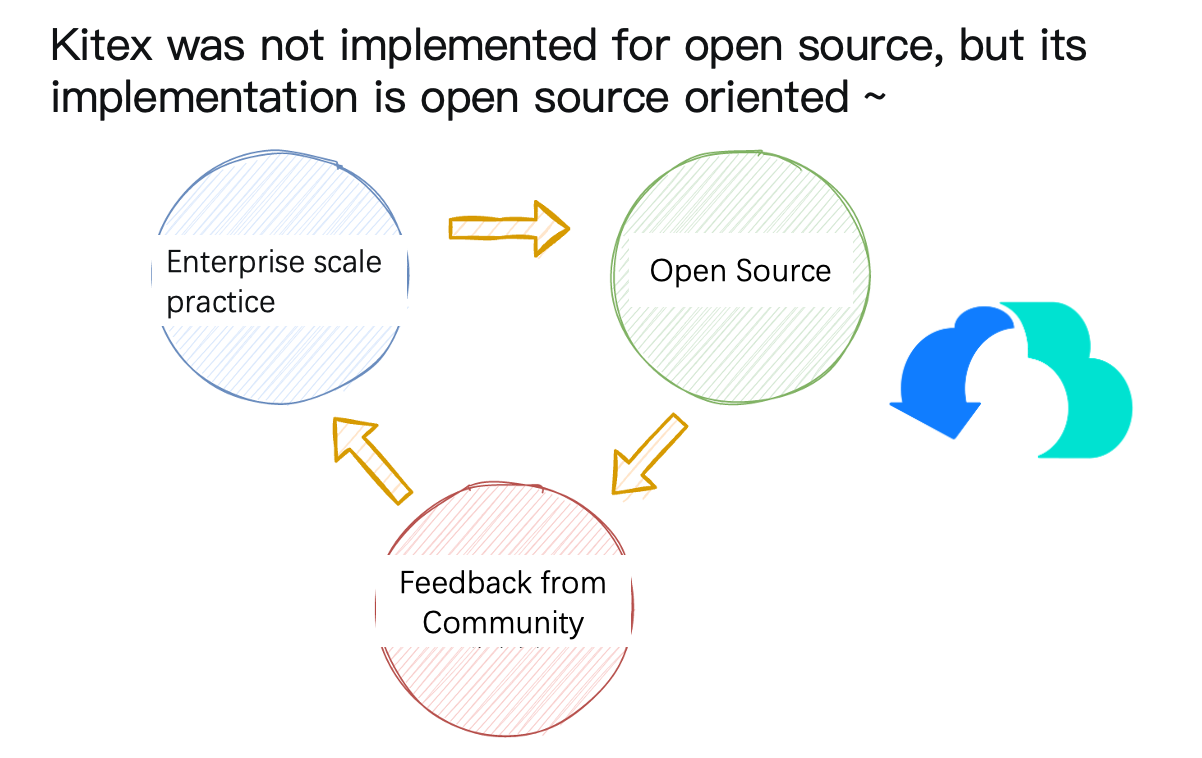 Kitex was not implemented for open source, but its
implementation is open source oriented ~
Enterprise scale
practice
Open Source
Feedback from
Community